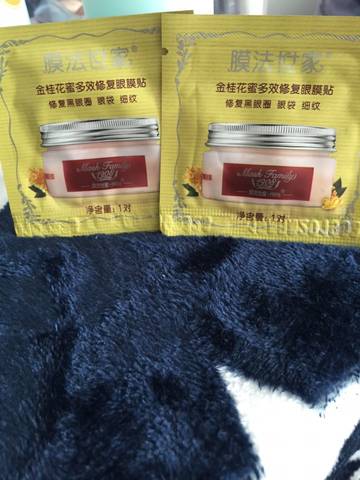 膜法世家®
金桂花蜜多效修复眼膜贴
修复黑眼圈 眼袋 细纹
Mask Family
1908
净含量：1对
膜法世家®
金桂花蜜多效修复眼膜贴
修复黑眼圈 眼袋 细纹
Mask Family
1908
净含量：1对